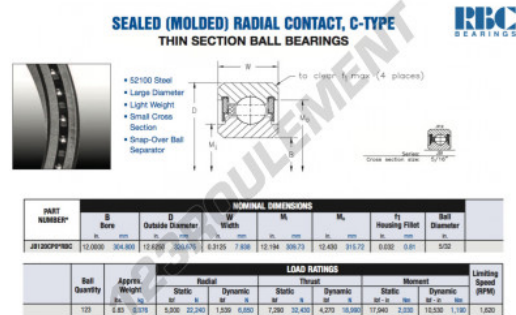 SEALED (MOLDED) RADIAL CONTACT, C-TYPE
RBC
BEARINGS
THIN SECTION BALL BEARINGS
• 52100 Steel
• Large Diameter
• Light Weight
• Small Cross
Section
• Snap-Over Ball
Separator
W
to clear f₁ max (4 places)
D
B
Series
Cross section size 5/16"
123ROULEMENT
NOMINAL DIMENSIONS
PART NUMBER* B Bore D Outside Diameter W Width Mᵢ Mₒ f₁ Housing Fillet Ball Diameter
in. mm in. mm in. mm in. mm in. mm in. mm in.
JB120CP0*RBC 12.0000 304.800 12.6250 320.675 0.3125 7.938 12.194 309.73 12.430 315.72 0.032 0.81 5/32
LOAD RATINGS
Ball Quantity Approx. Weight Radial Thrust Moment Limiting Speed (RPM)
Static Dynamic Static Dynamic Static Dynamic
lbs kg lbf N lbf N lbf N lbf N lbf - in Nm lbf - in Nm
123 0.83 0.376 5,000 22,240 1,539 6,850 7,290 32,430 4,270 18,990 17,940 2,030 10,530 1,190 1,620